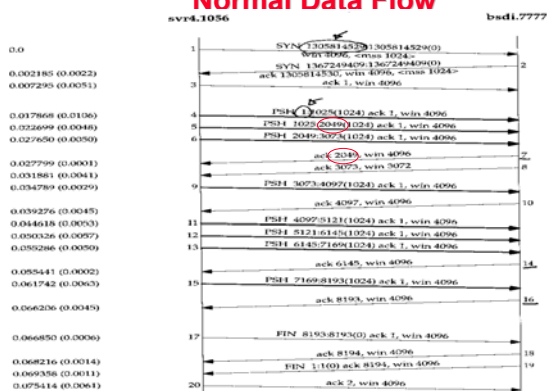 Normal Data Flow
svr4.1056 bsdi.7777
0.0 1 SYN 1305814529:1305814529(0)
win 4096, <mss 1024>
SYN 1367249409:1367249409(0) 2
0.002185 (0.0022) ack 1305814530, win 4096, <mss 1024>
0.007295 (0.0051) 3 ack 1, win 4096
0.017868 (0.0106) 4 PSH 1:1025(1024) ack 1, win 4096
0.022699 (0.0048) 5 PSH 1025:2049(1024) ack 1, win 4096
0.027650 (0.0050) 6 PSH 2049:3073(1024) ack 1, win 4096
0.027799 (0.0001) ack 2049, win 4096 7
0.031881 (0.0041) ack 3073, win 3072 8
0.034789 (0.0029) 9 PSH 3073:4097(1024) ack 1, win 4096
0.039276 (0.0045) ack 4097, win 4096 10
0.044618 (0.0053) 11 PSH 4097:5121(1024) ack 1, win 4096
0.050326 (0.0057) 12 PSH 5121:6145(1024) ack 1, win 4096
0.055286 (0.0050) 13 PSH 6145:7169(1024) ack 1, win 4096
0.055441 (0.0002) ack 6145, win 4096 14
0.061742 (0.0063) 15 PSH 7169:8193(1024) ack 1, win 4096
0.066206 (0.0045) ack 8193, win 4096 16
0.066850 (0.0006) 17 FIN 8193:8193(0) ack 1, win 4096
0.068216 (0.0014) ack 8194, win 4096 18
0.069358 (0.0011) FIN 1:1(0) ack 8194, win 4096 19
0.075414 (0.0061) 20 ack 2, win 4096